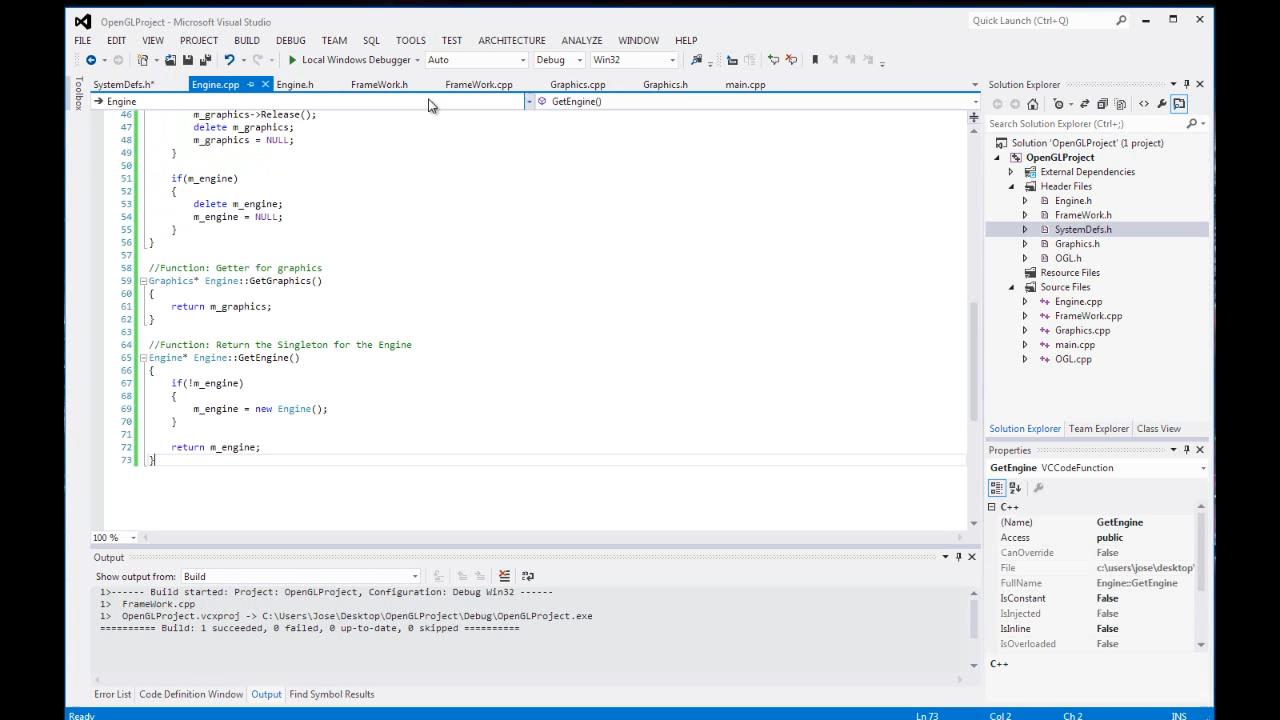 OpenGLProject - Microsoft Visual Studio
Quick Launch (Ctrl+Q)
FILE EDIT VIEW PROJECT BUILD DEBUG TEAM SQL TOOLS TEST ARCHITECTURE ANALYZE WINDOW HELP
Local Windows Debugger Auto Debug Win32
Toolbox
SystemDefs.h* Engine.cpp Engine.h FrameWork.h FrameWork.cpp Graphics.cpp Graphics.h main.cpp
Engine GetEngine()
46 m_graphics->Release();
47 delete m_graphics;
48 m_graphics = NULL;
49 }
50
51 if(m_engine)
52 {
53 delete m_engine;
54 m_engine = NULL;
55 }
56 }
57
58 //Function: Getter for graphics
59 Graphics* Engine::GetGraphics()
60 {
61 return m_graphics;
62 }
63
64 //Function: Return the Singleton for the Engine
65 Engine* Engine::GetEngine()
66 {
67 if(!m_engine)
68 {
69 m_engine = new Engine();
70 }
71
72 return m_engine;
73 }
100 %
Output
Show output from: Build
1>------ Build started: Project: OpenGLProject, Configuration: Debug Win32 ------
1> FrameWork.cpp
1> OpenGLProject.vcxproj -> C:\Users\Jose\Desktop\OpenGLProject\Debug\OpenGLProject.exe
========== Build: 1 succeeded, 0 failed, 0 up-to-date, 0 skipped ==========
Error List Code Definition Window Output Find Symbol Results
Solution Explorer
Search Solution Explorer (Ctrl+;)
Solution 'OpenGLProject' (1 project)
OpenGLProject
External Dependencies
Header Files
Engine.h
FrameWork.h
SystemDefs.h
Graphics.h
OGL.h
Resource Files
Source Files
Engine.cpp
FrameWork.cpp
Graphics.cpp
main.cpp
OGL.cpp
Solution Explorer Team Explorer Class View
Properties
GetEngine VCCodeFunction
C++
(Name) GetEngine
Access public
CanOverride False
File c:\users\jose\desktop'
FullName Engine::GetEngine
IsConstant False
IsInjected False
IsInline False
IsOverloaded False
C++
Ready Ln 73 Col 2 Ch 2 INS